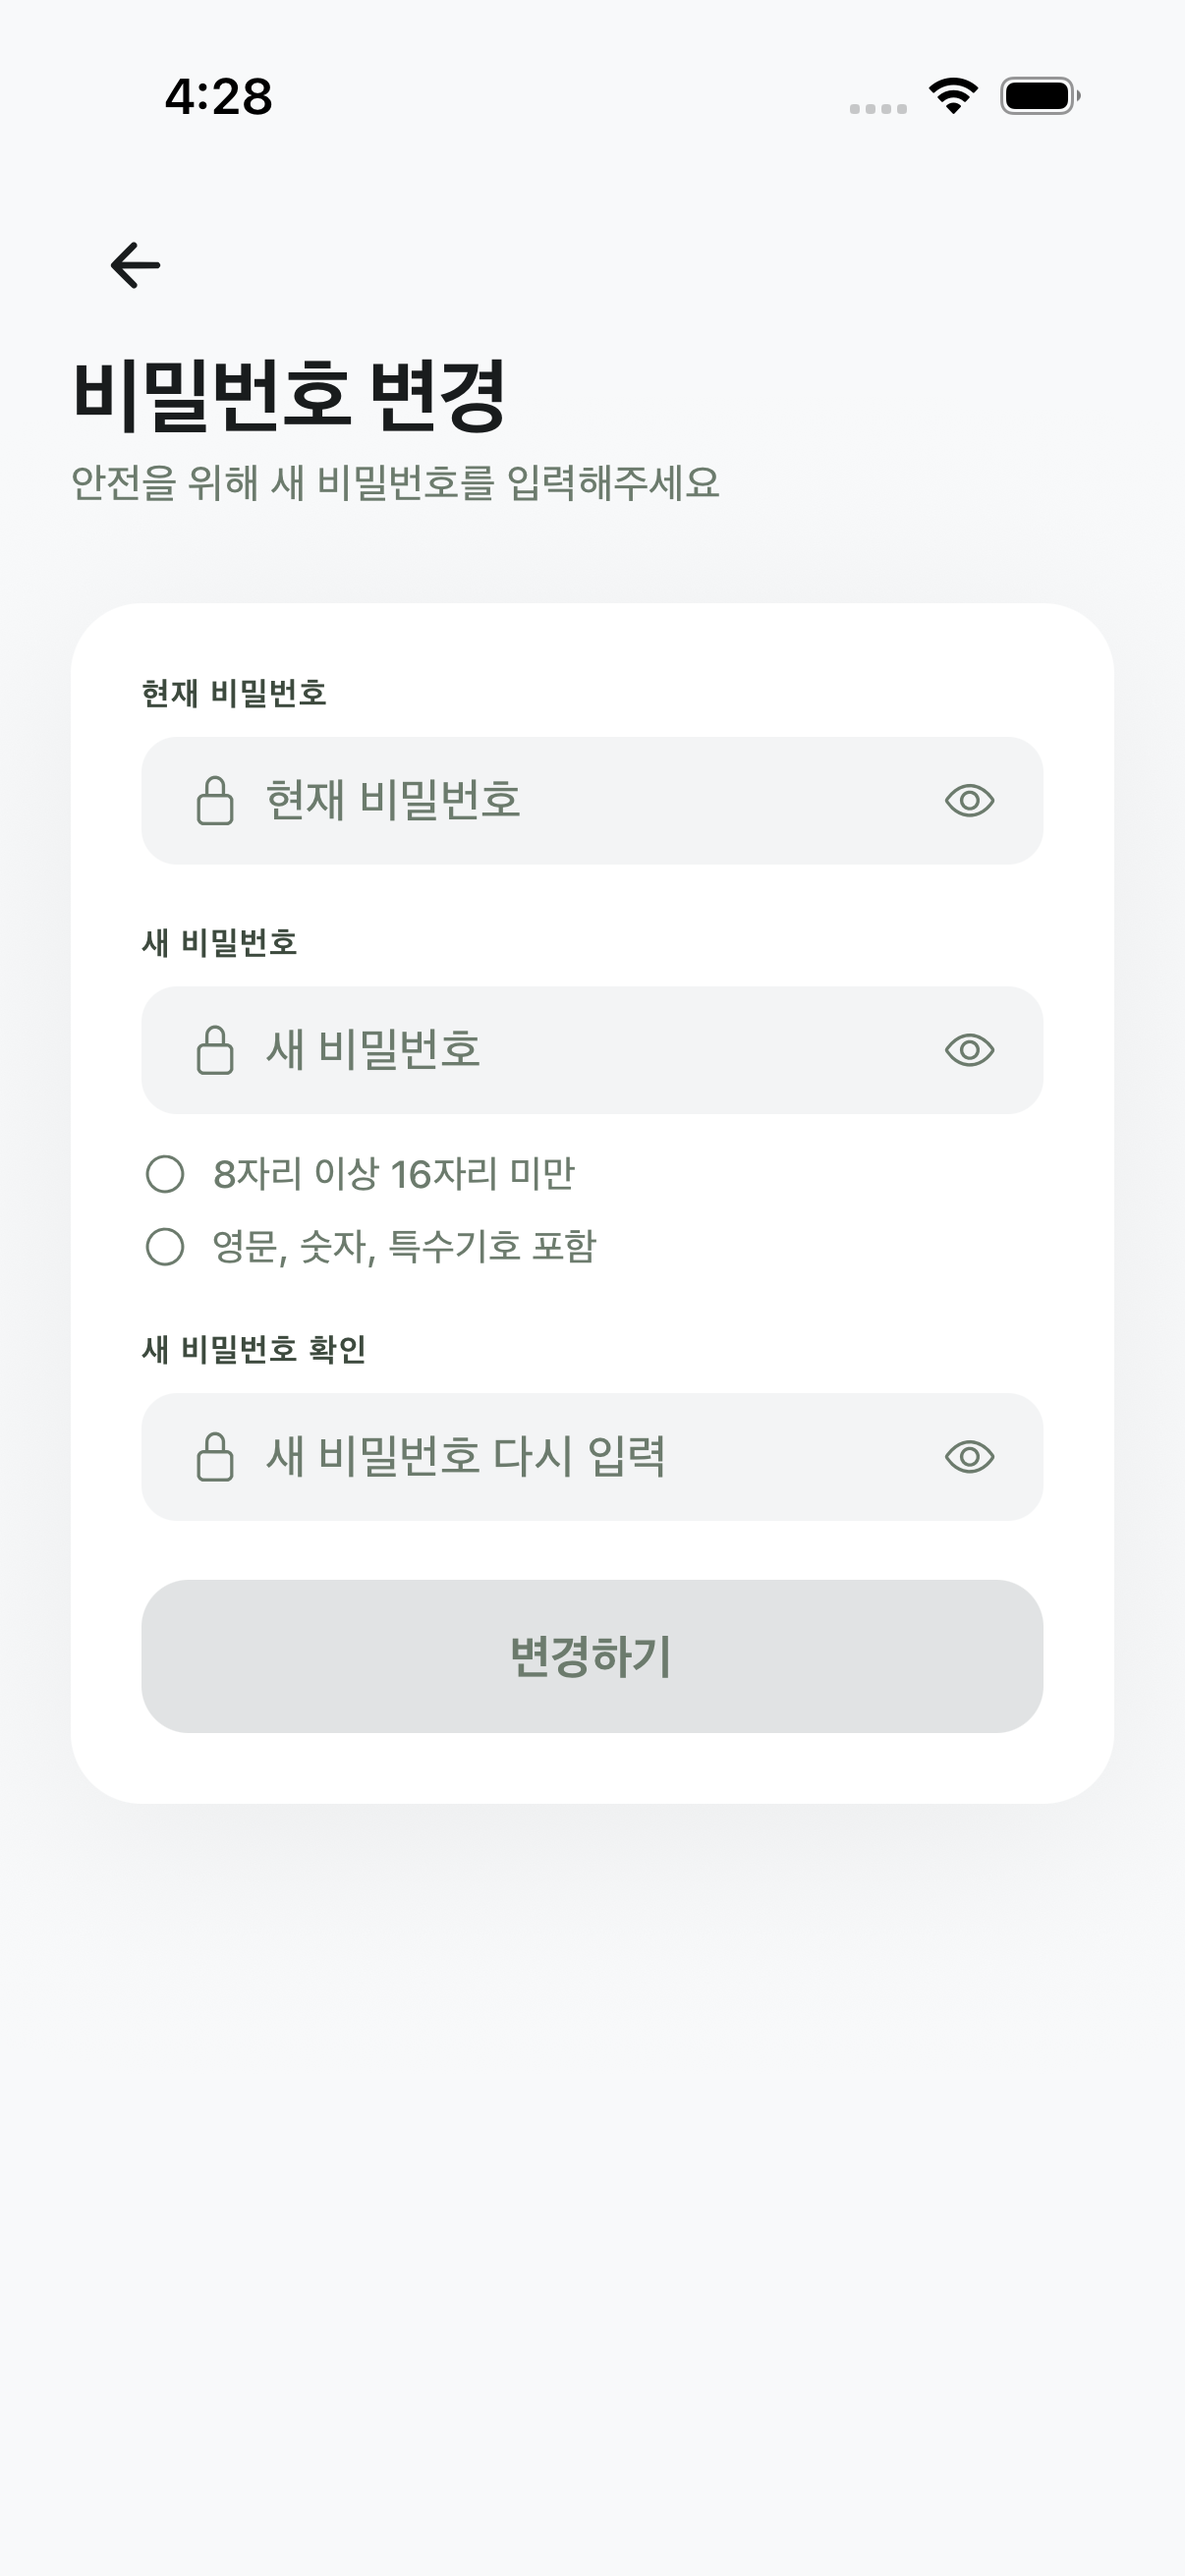 4:28
비밀번호 변경
안전을 위해 새 비밀번호를 입력해주세요
현재 비밀번호
현재 비밀번호
새 비밀번호
새 비밀번호
8자리 이상 16자리 미만
영문, 숫자, 특수기호 포함
새 비밀번호 확인
새 비밀번호 다시 입력
변경하기